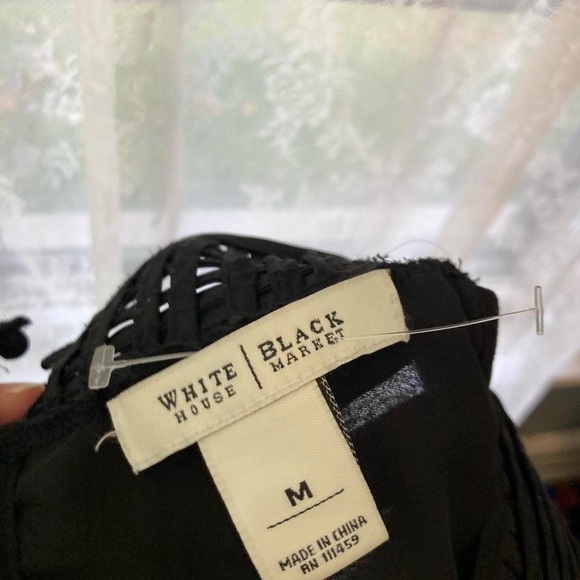 WHITE | BLACK
HOUSE | MARKET
M
MADE IN CHINA
RN 111459